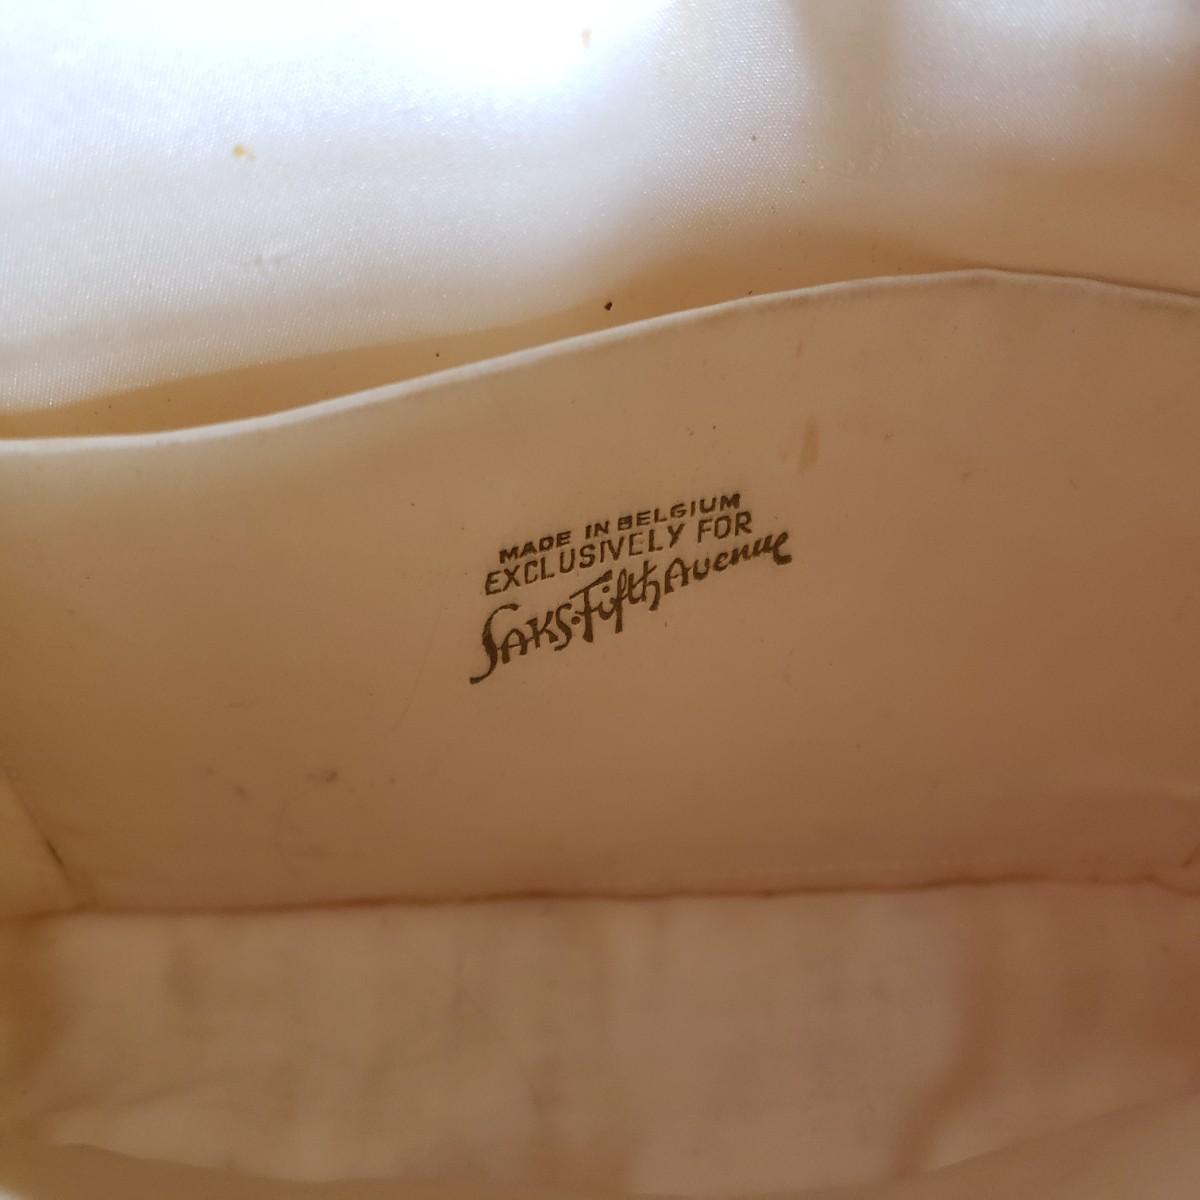 MADE IN BELGIUM
EXCLUSIVELY FOR
SAKS·Fifth Avenue